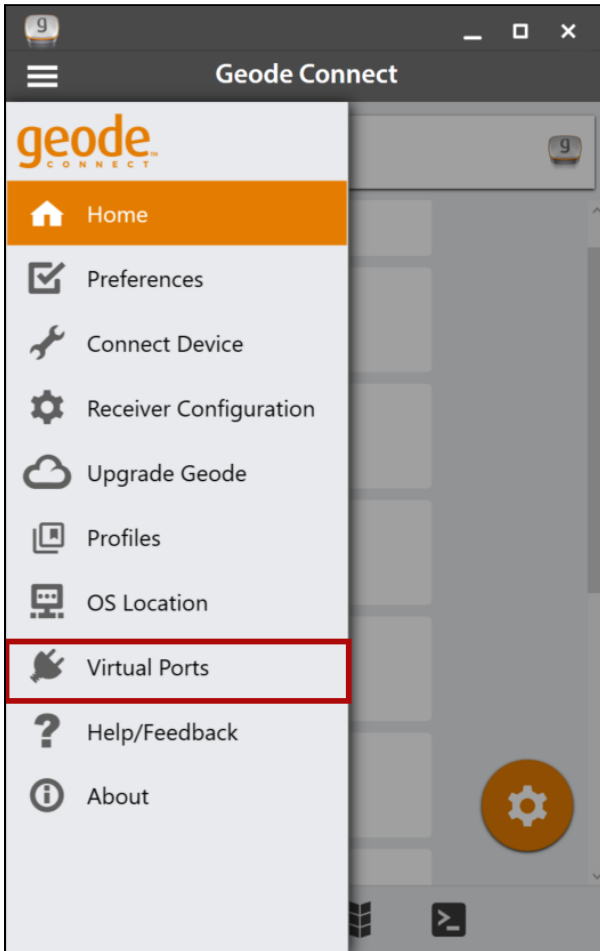 g
Geode Connect
geode™
CONNECT
g
Home
Preferences
Connect Device
Receiver Configuration
Upgrade Geode
Profiles
OS Location
Virtual Ports
Help/Feedback
About